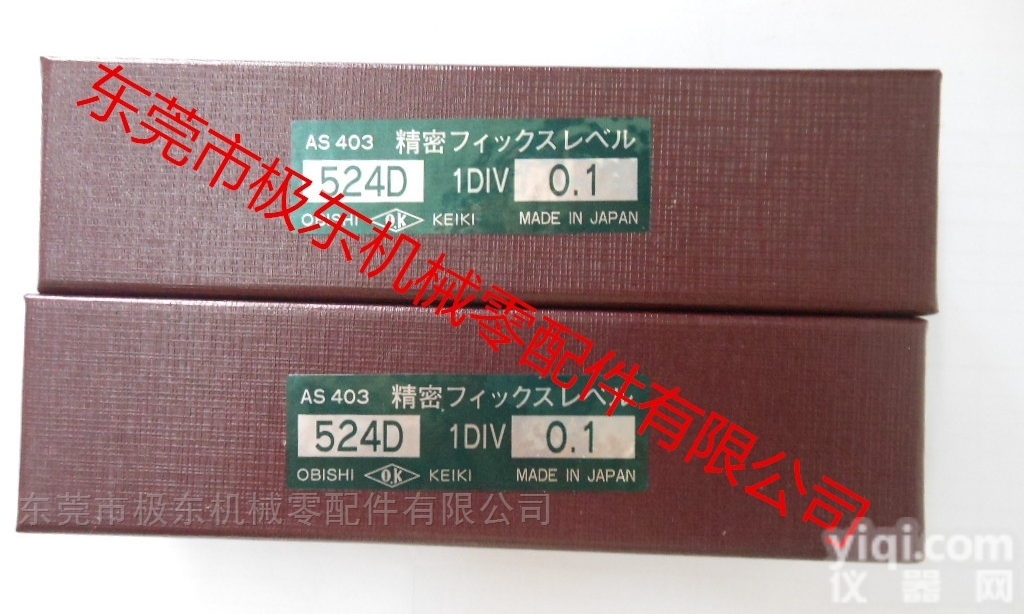 AS 403 精密フィックスレベル
524D 1DIV 0.1
OBISHI OK KEIKI MADE IN JAPAN
东莞市极东机械零配件有限公司
AS 403 精密フィックスレベル
524D 1DIV 0.1
OBISHI OK KEIKI MADE IN JAPAN
东莞市极东机械零配件有限公司
yiqi.com
仪器网